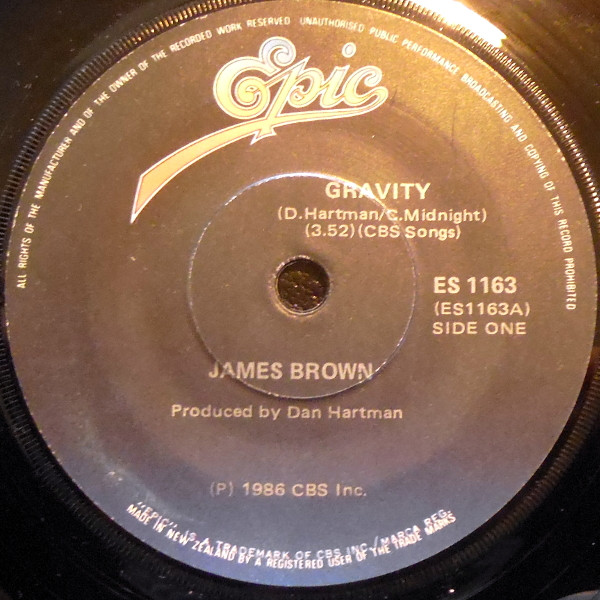 ALL RIGHTS OF THE MANUFACTURER AND OF THE OWNER OF THE RECORDED WORK RESERVED UNAUTHORISED PUBLIC PERFORMANCE BROADCASTING AND COPYING OF THIS RECORD PROHIBITED
Epic
GRAVITY
(D.Hartman/C.Midnight)
(3.52)(CBS Songs)
ES 1163
(ES1163A)
SIDE ONE
JAMES BROWN
Produced by Dan Hartman
(P) 1986 CBS Inc.
"EPIC" IS A TRADEMARK OF CBS INC./MARCA REG.
MADE IN NEW ZEALAND BY A REGISTERED USER OF THE TRADE MARKS